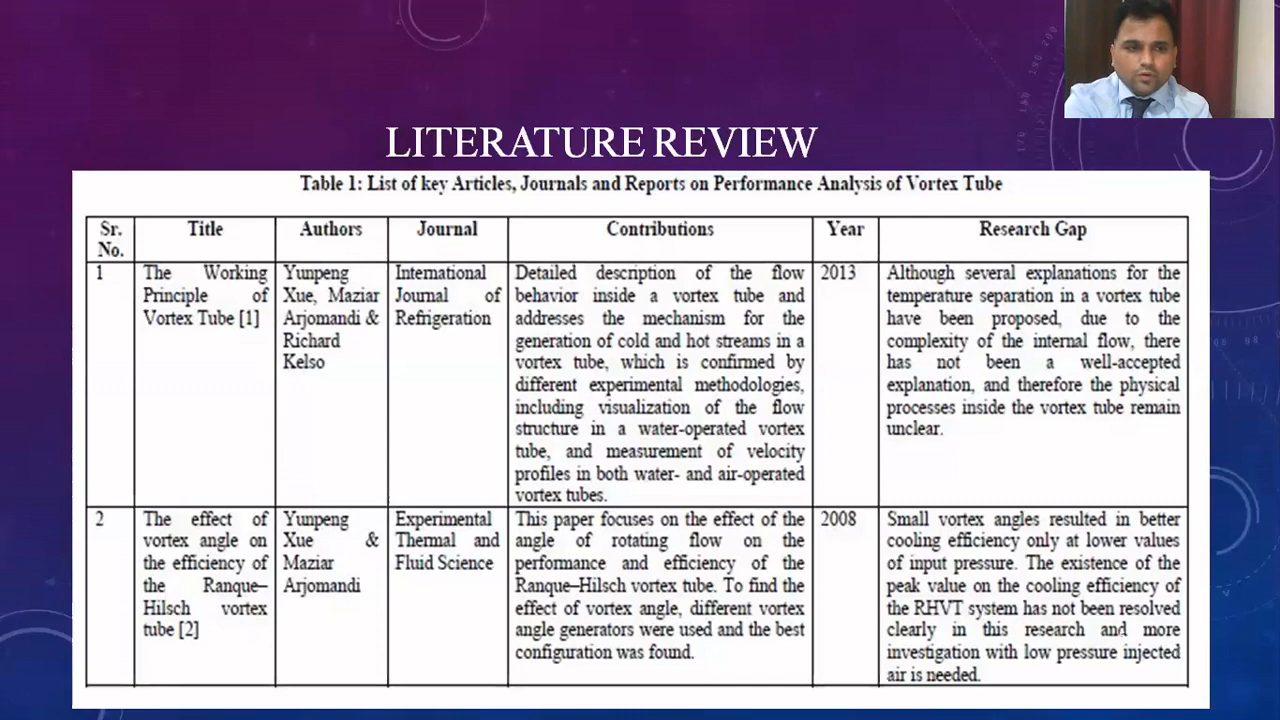 LITERATURE REVIEW
Table 1: List of key Articles, Journals and Reports on Performance Analysis of Vortex Tube
Sr. No.
Title
Authors
Journal
Contributions
Year
Research Gap
1
The Working
Principle of
Vortex Tube [1]
Yunpeng
Xue, Maziar
Arjomandi &
Richard
Kelso
International
Journal of
Refrigeration
Detailed description of the flow
behavior inside a vortex tube and
addresses the mechanism for the
generation of cold and hot streams in a
vortex tube, which is confirmed by
different experimental methodologies,
including visualization of the flow
structure in a water-operated vortex
tube, and measurement of velocity
profiles in both water- and air-operated
vortex tubes.
2013
Although several explanations for the
temperature separation in a vortex tube
have been proposed, due to the
complexity of the internal flow, there
has not been a well-accepted
explanation, and therefore the physical
processes inside the vortex tube remain
unclear.
2
The effect of
vortex angle on
the efficiency of
the Ranque–
Hilsch vortex
tube [2]
Yunpeng
Xue &
Maziar
Arjomandi
Experimental
Thermal and
Fluid Science
This paper focuses on the effect of the
angle of rotating flow on the
performance and efficiency of the
Ranque–Hilsch vortex tube. To find the
effect of vortex angle, different vortex
angle generators were used and the best
configuration was found.
2008
Small vortex angles resulted in better
cooling efficiency only at lower values
of input pressure. The existence of the
peak value on the cooling efficiency of
the RHVT system has not been resolved
clearly in this research and more
investigation with low pressure injected
air is needed.